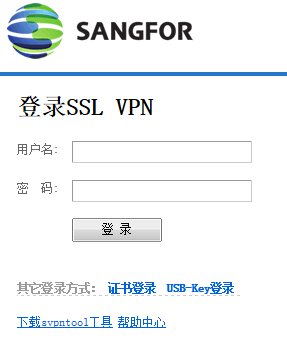 SANGFOR
登录SSL VPN
用户名:
密 码:
登 录
其它登录方式: 证书登录 USB-Key登录
下载svpntool工具 帮助中心